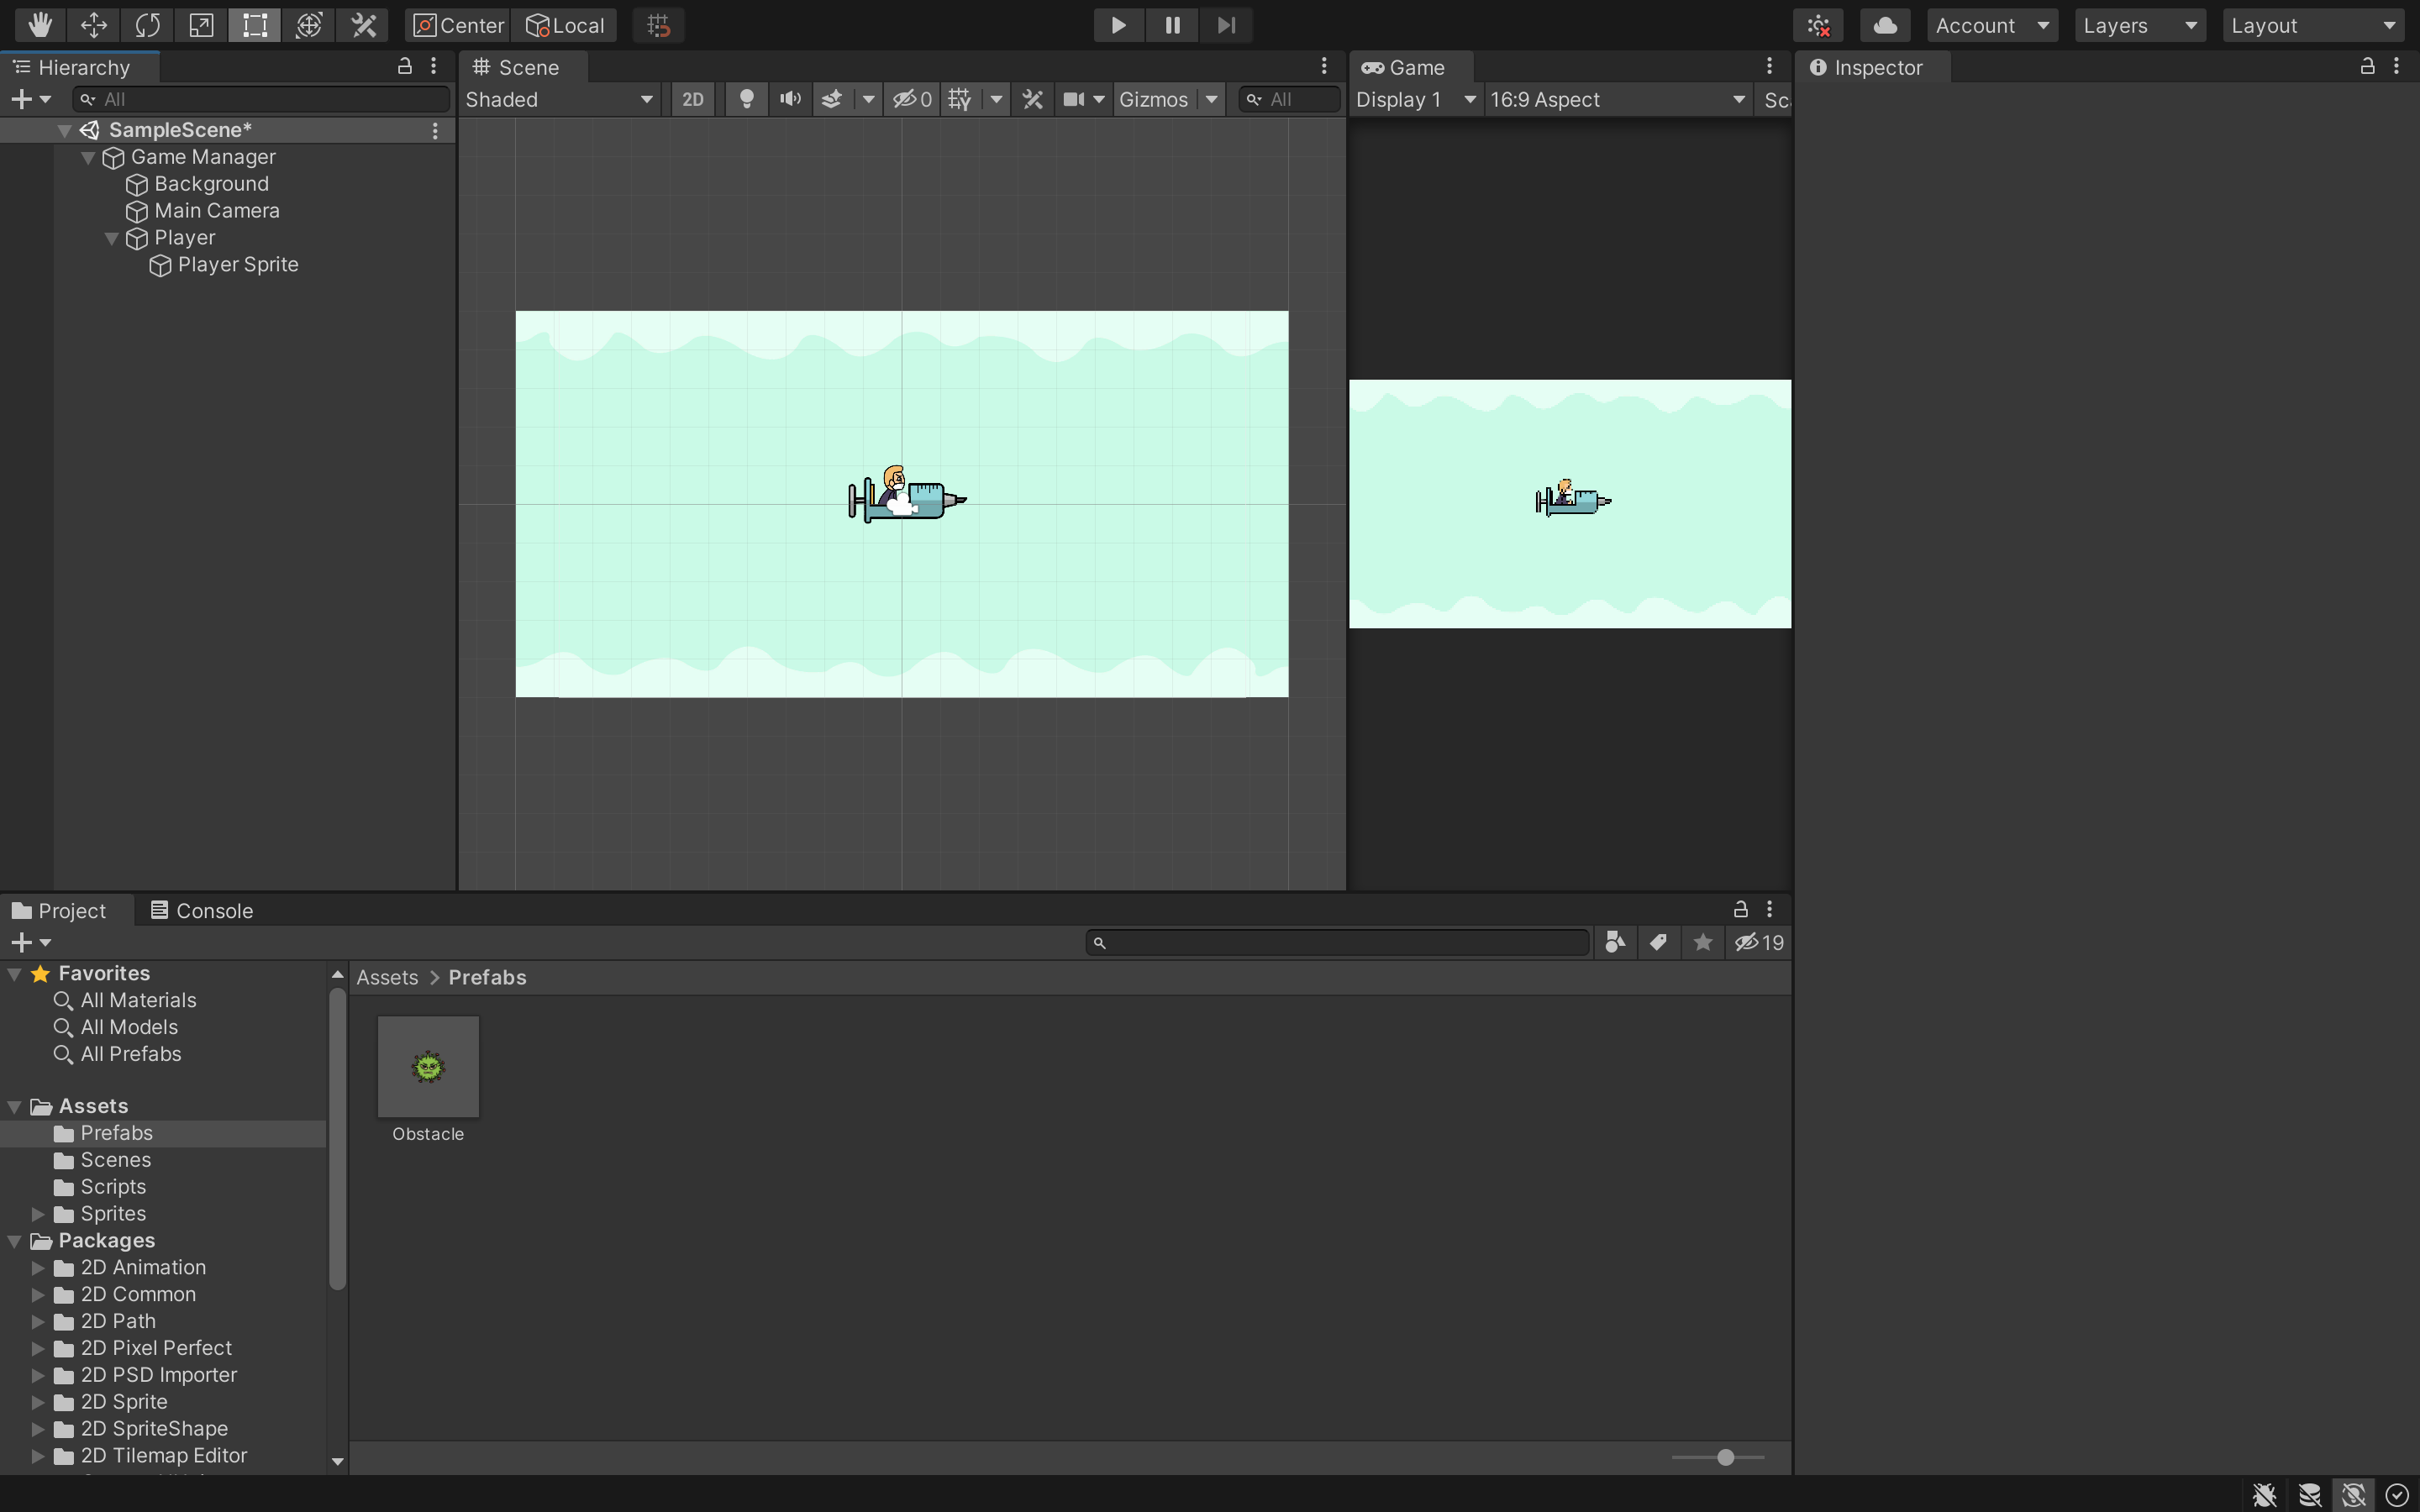 Center Local Account Layers Layout
Hierarchy Scene Game Inspector
All Shaded 2D 0 Gizmos All Display 1 16:9 Aspect Sc
SampleScene*
Game Manager
Background
Main Camera
Player
Player Sprite
Project Console
19
Favorites
All Materials
All Models
All Prefabs
Assets
Prefabs
Scenes
Scripts
Sprites
Packages
2D Animation
2D Common
2D Path
2D Pixel Perfect
2D PSD Importer
2D Sprite
2D SpriteShape
2D Tilemap Editor
Assets > Prefabs
Obstacle